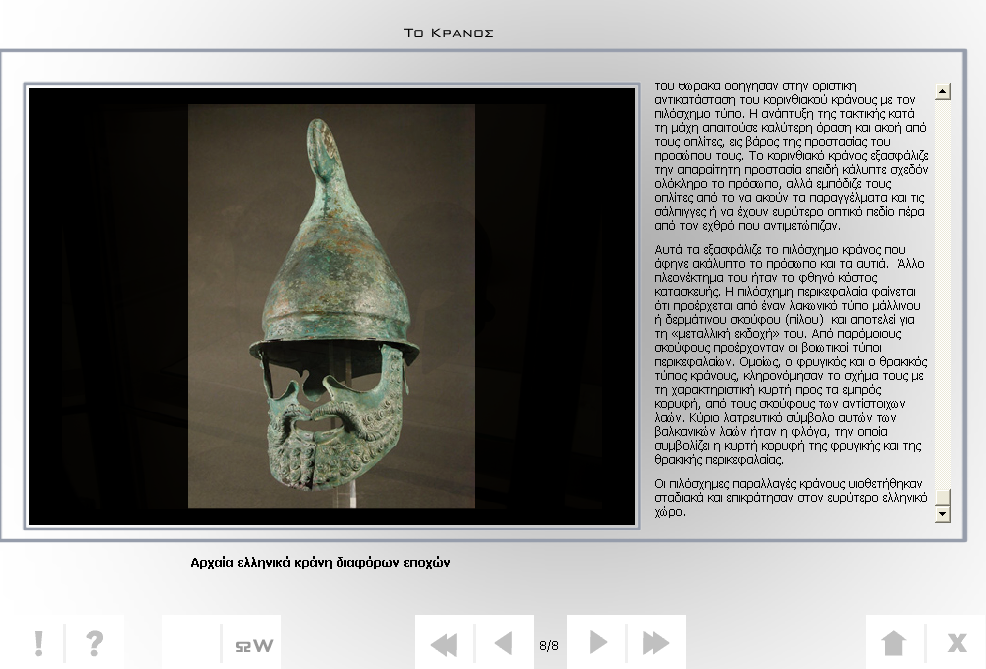 Το Κρανος
του θώρακα οδήγησαν στην οριστική
αντικατάσταση του κορινθιακού κράνους με τον
πιλόσχημο τύπο. Η ανάπτυξη της τακτικής κατά
τη μάχη απαιτούσε καλύτερη όραση και ακοή από
τους οπλίτες, εις βάρος της προστασίας του
προσώπου τους. Το κορινθιακό κράνος εξασφάλιζε
την απαραίτητη προστασία επειδή κάλυπτε σχεδόν
ολόκληρο το πρόσωπο, αλλά εμπόδιζε τους
οπλίτες από το να ακούν τα παραγγέλματα και τις
σάλπιγγες ή να έχουν ευρύτερο οπτικό πεδίο πέρα
από τον εχθρό που αντιμετώπιζαν.
Αυτά τα εξασφάλιζε το πιλόσχημο κράνος που
άφηνε ακάλυπτο το πρόσωπο και τα αυτιά. Άλλο
πλεονέκτημα του ήταν το φθηνό κόστος
κατασκευής. Η πιλόσχημη περικεφαλαία φαίνεται
ότι προέρχεται από έναν λακωνικό τύπο μάλλινου
ή δερμάτινου σκούφου (πίλου) και αποτελεί για
τη «μεταλλική εκδοχή» του. Από παρόμοιους
σκούφους προέρχονταν οι βοιωτικοί τύποι
περικεφαλαίων. Ομοίως, ο φρυγικός και ο θρακικός
τύπος κράνους, κληρονόμησαν το σχήμα τους με
τη χαρακτηριστική κυρτή προς τα εμπρός
κορυφή, από τους σκούφους των αντίστοιχων
λαών. Κύριο λατρευτικό σύμβολο αυτών των
βαλκανικών λαών ήταν η φλόγα, την οποία
συμβολίζει η κυρτή κορυφή της φρυγικής και της
θρακικής περικεφαλαίας.
Οι πιλόσχημες παραλλαγές κράνους υιοθετήθηκαν
σταδιακά και επικράτησαν στον ευρύτερο ελληνικό
χώρο.
Αρχαία ελληνικά κράνη διαφόρων εποχών
! ? ΩW 8/8 X